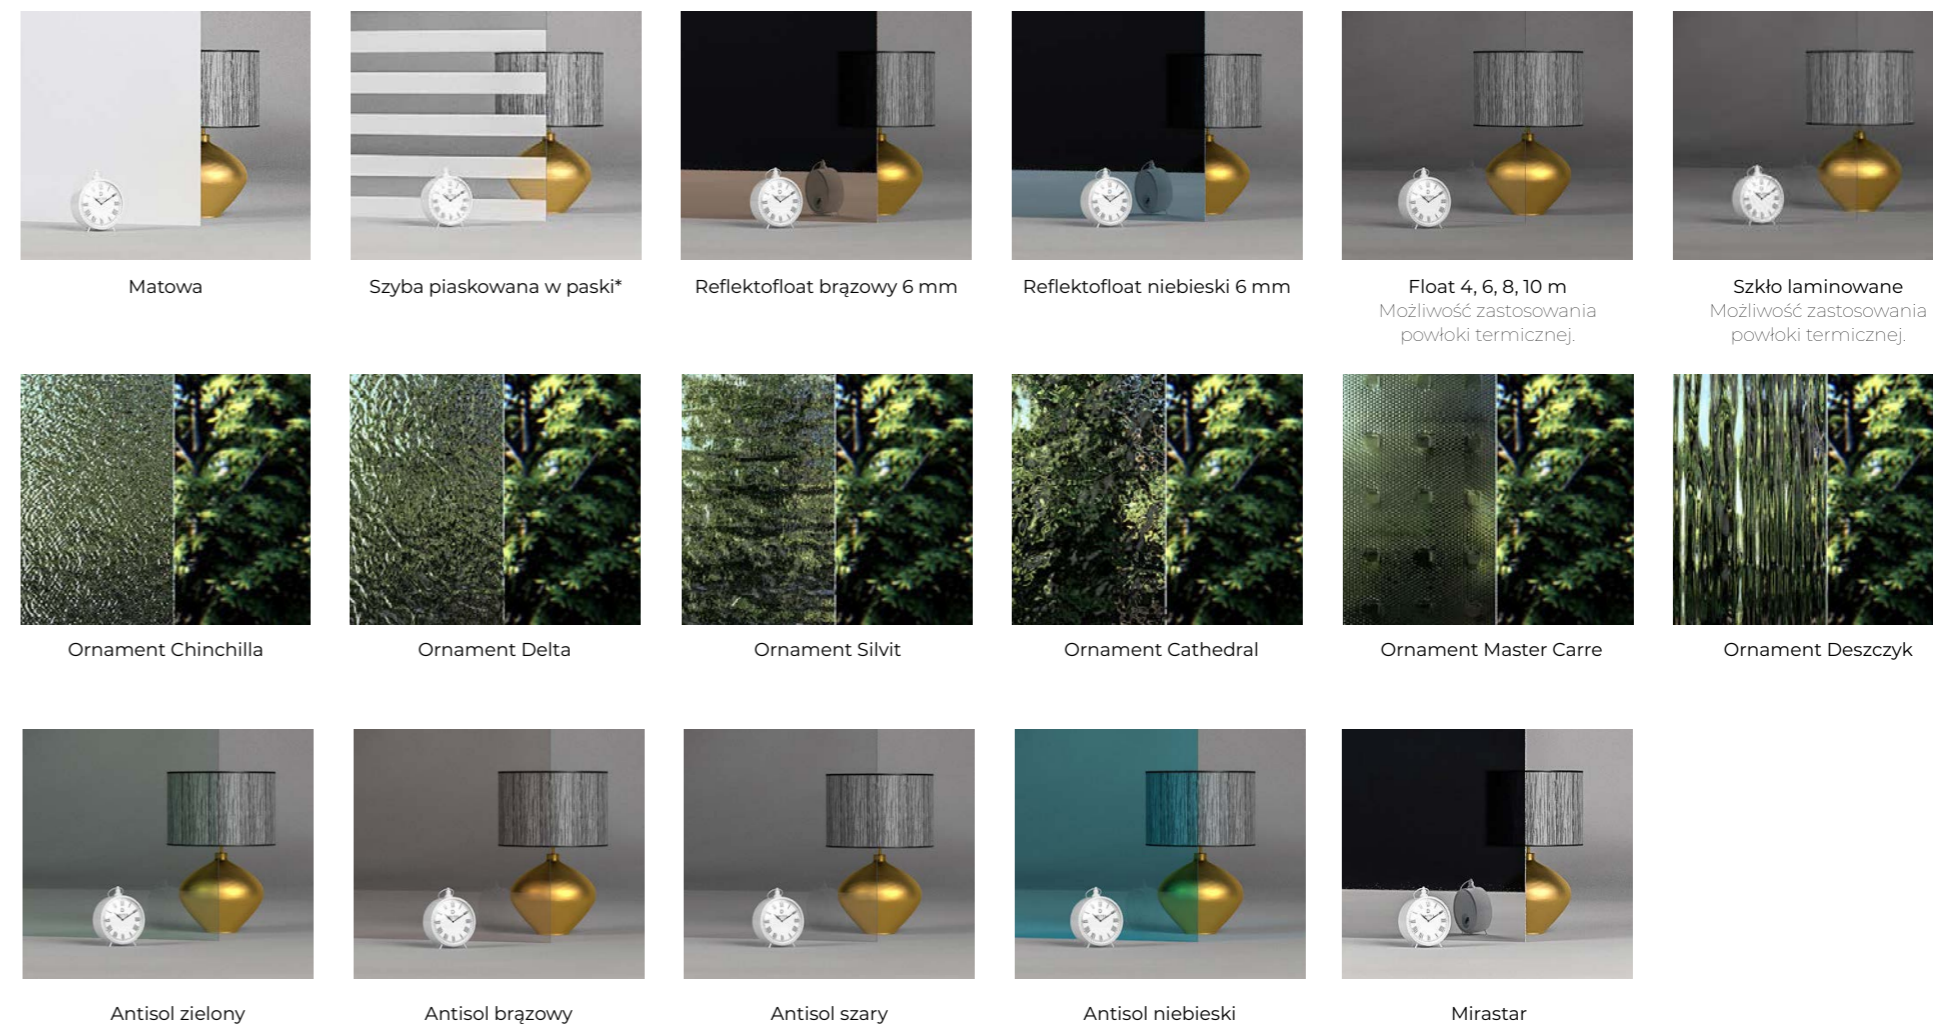 Matowa
Szyba piaskowana w paski*
Reflektofloat brązowy 6 mm
Reflektofloat niebieski 6 mm
Float 4, 6, 8, 10 m
Możliwość zastosowania
powłoki termicznej.
Szkło laminowane
Możliwość zastosowania
powłoki termicznej.
Ornament Chinchilla
Ornament Delta
Ornament Silvit
Ornament Cathedral
Ornament Master Carre
Ornament Deszczyk
Antisol zielony
Antisol brązowy
Antisol szary
Antisol niebieski
Mirastar